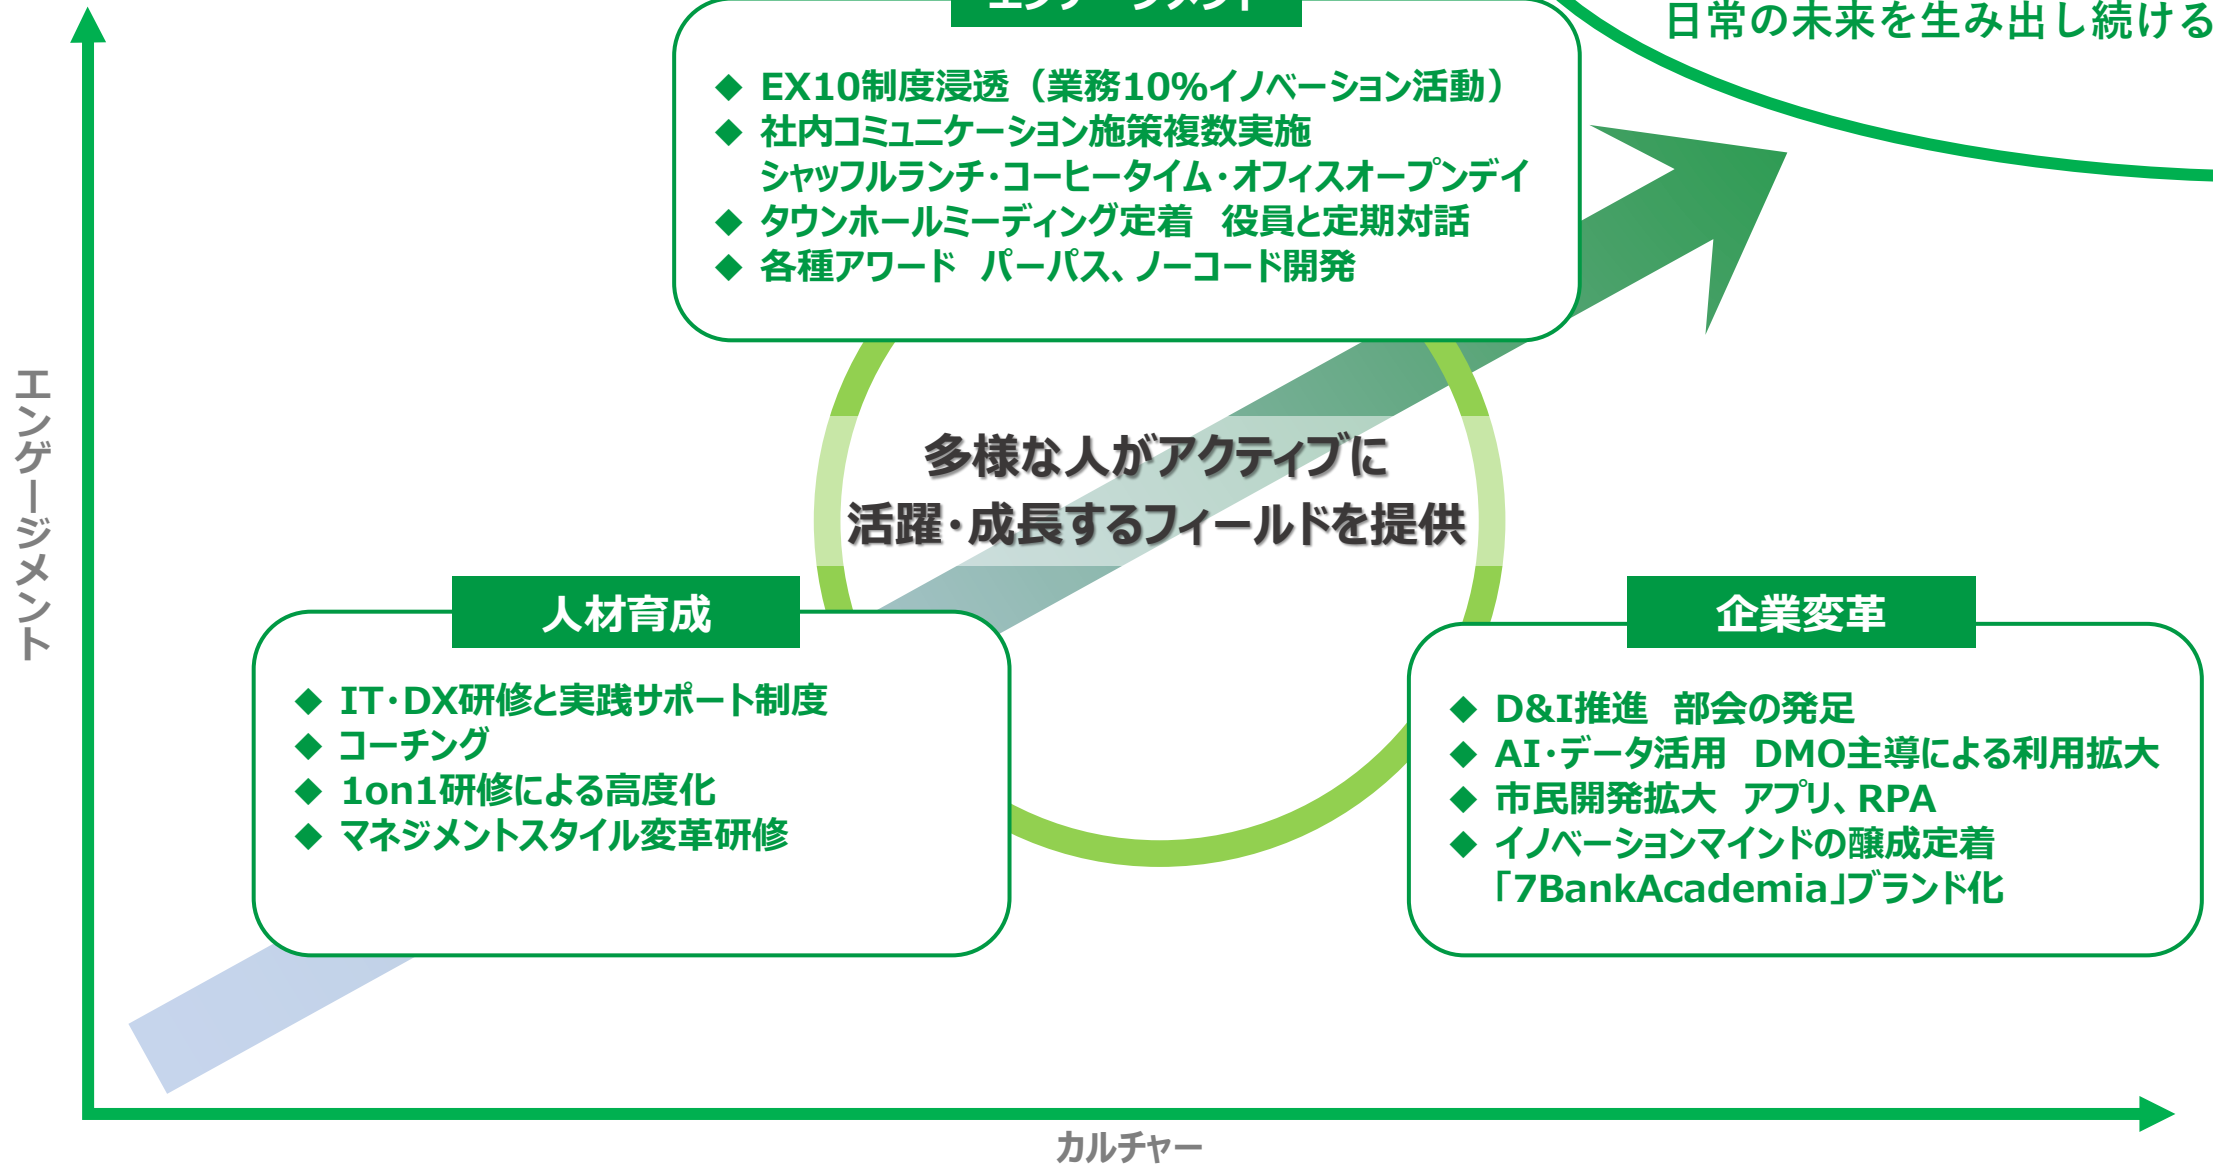 日常の未来を生み出し続ける
エンゲージメント
◆ EX10制度浸透（業務10%イノベーション活動）
◆ 社内コミュニケーション施策複数実施
シャッフルランチ・コーヒータイム・オフィスオープンデイ
◆ タウンホールミーティング定着　役員と定期対話
◆ 各種アワード　パーパス、ノーコード開発
エンゲージメント
多様な人がアクティブに
活躍・成長するフィールドを提供
人材育成
◆ IT・DX研修と実践サポート制度
◆ コーチング
◆ 1on1研修による高度化
◆ マネジメントスタイル変革研修
企業変革
◆ D&I推進　部会の発足
◆ AI・データ活用　DMO主導による利用拡大
◆ 市民開発拡大　アプリ、RPA
◆ イノベーションマインドの醸成定着
「7BankAcademia」ブランド化
カルチャー